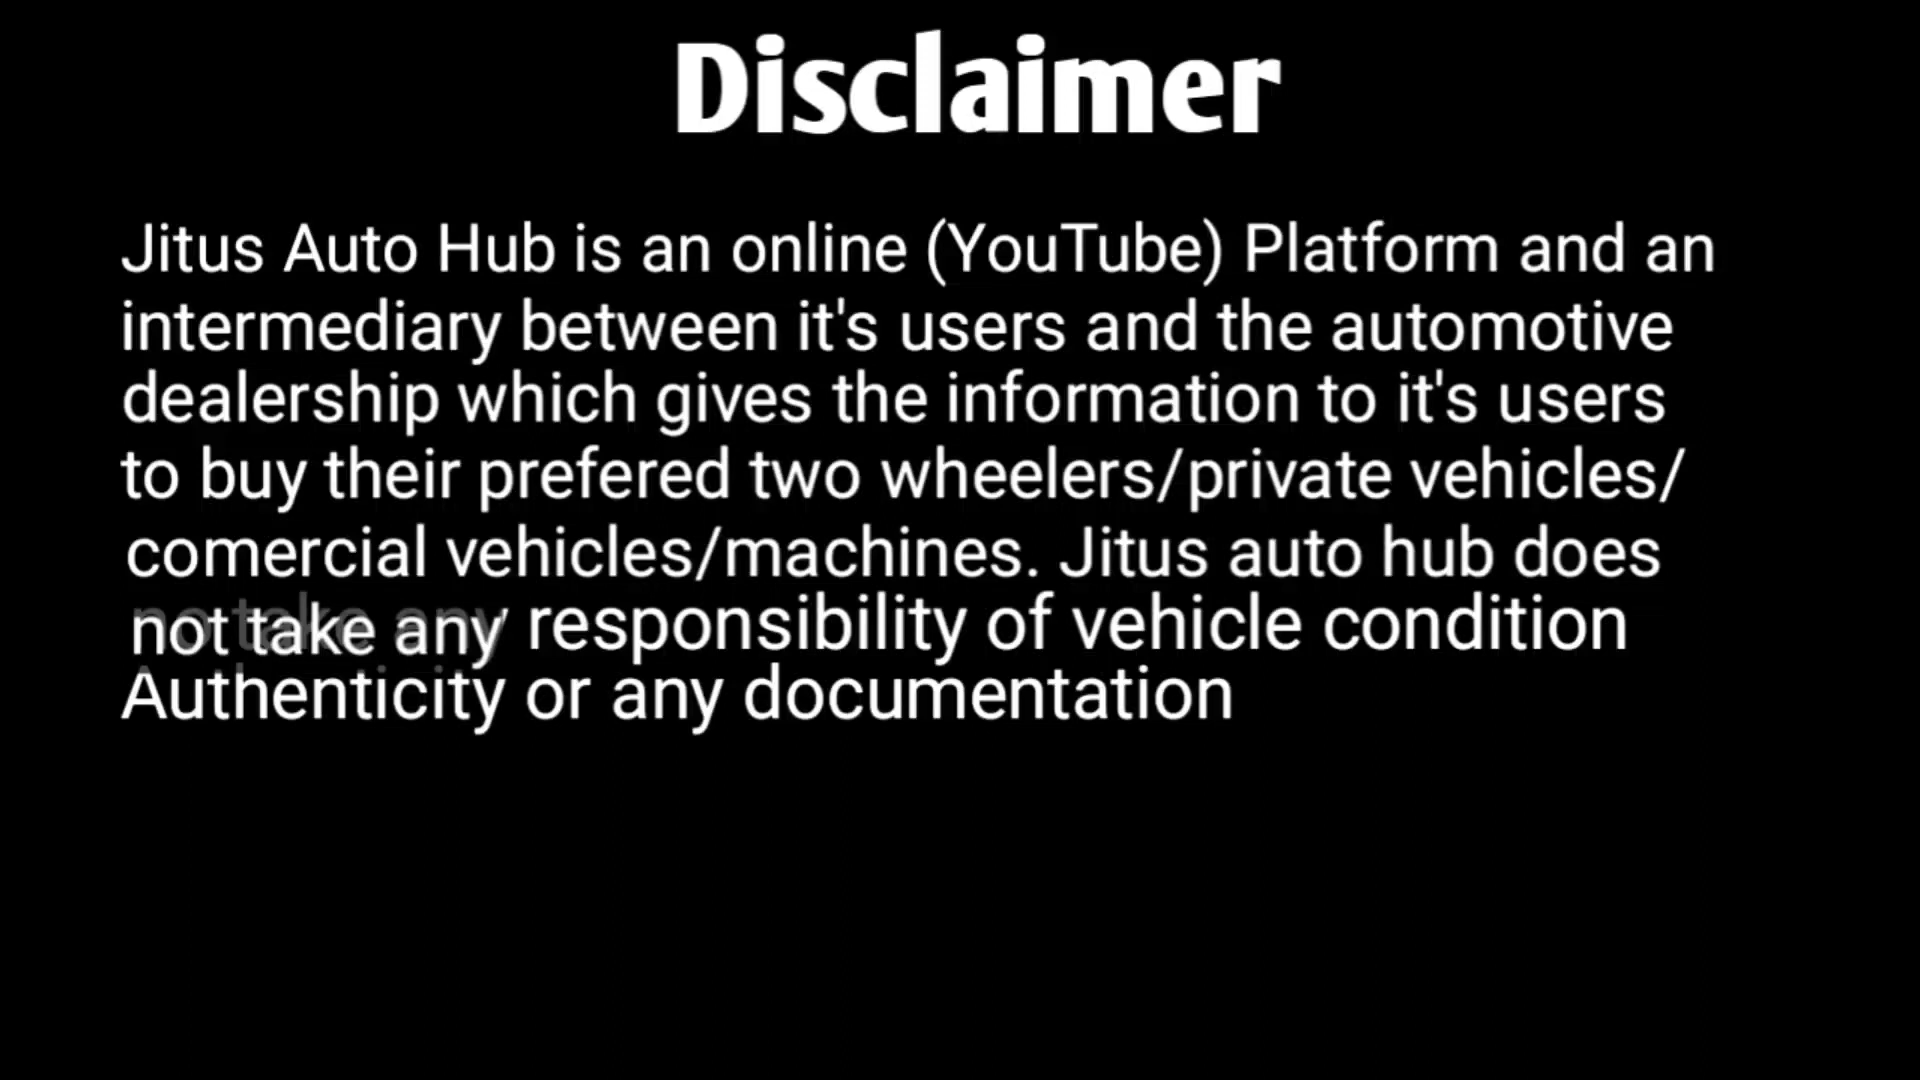 Disclaimer
Jitus Auto Hub is an online (YouTube) Platform and an
intermediary between it's users and the automotive
dealership which gives the information to it's users
to buy their prefered two wheelers/private vehicles/
comercial vehicles/machines. Jitus auto hub does
not take any responsibility of vehicle condition
Authenticity or any documentation